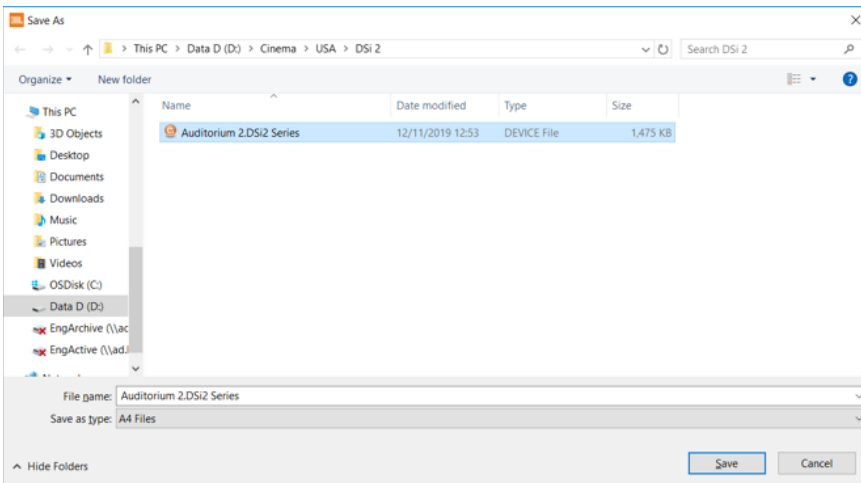 JBL Save As
This PC > Data D (D:) > Cinema > USA > DSi 2
Search DSi 2
Organize
New folder
Name
Date modified
Type
Size
Auditorium 2.DSi2 Series
12/11/2019 12:53
DEVICE File
1,475 KB
This PC
3D Objects
Desktop
Documents
Downloads
Music
Pictures
Videos
OSDisk (C:)
Data D (D:)
EngArchive (\\ac
EngActive (\\ad.
File name: Auditorium 2.DSi2 Series
Save as type: A4 Files
Hide Folders
Save
Cancel